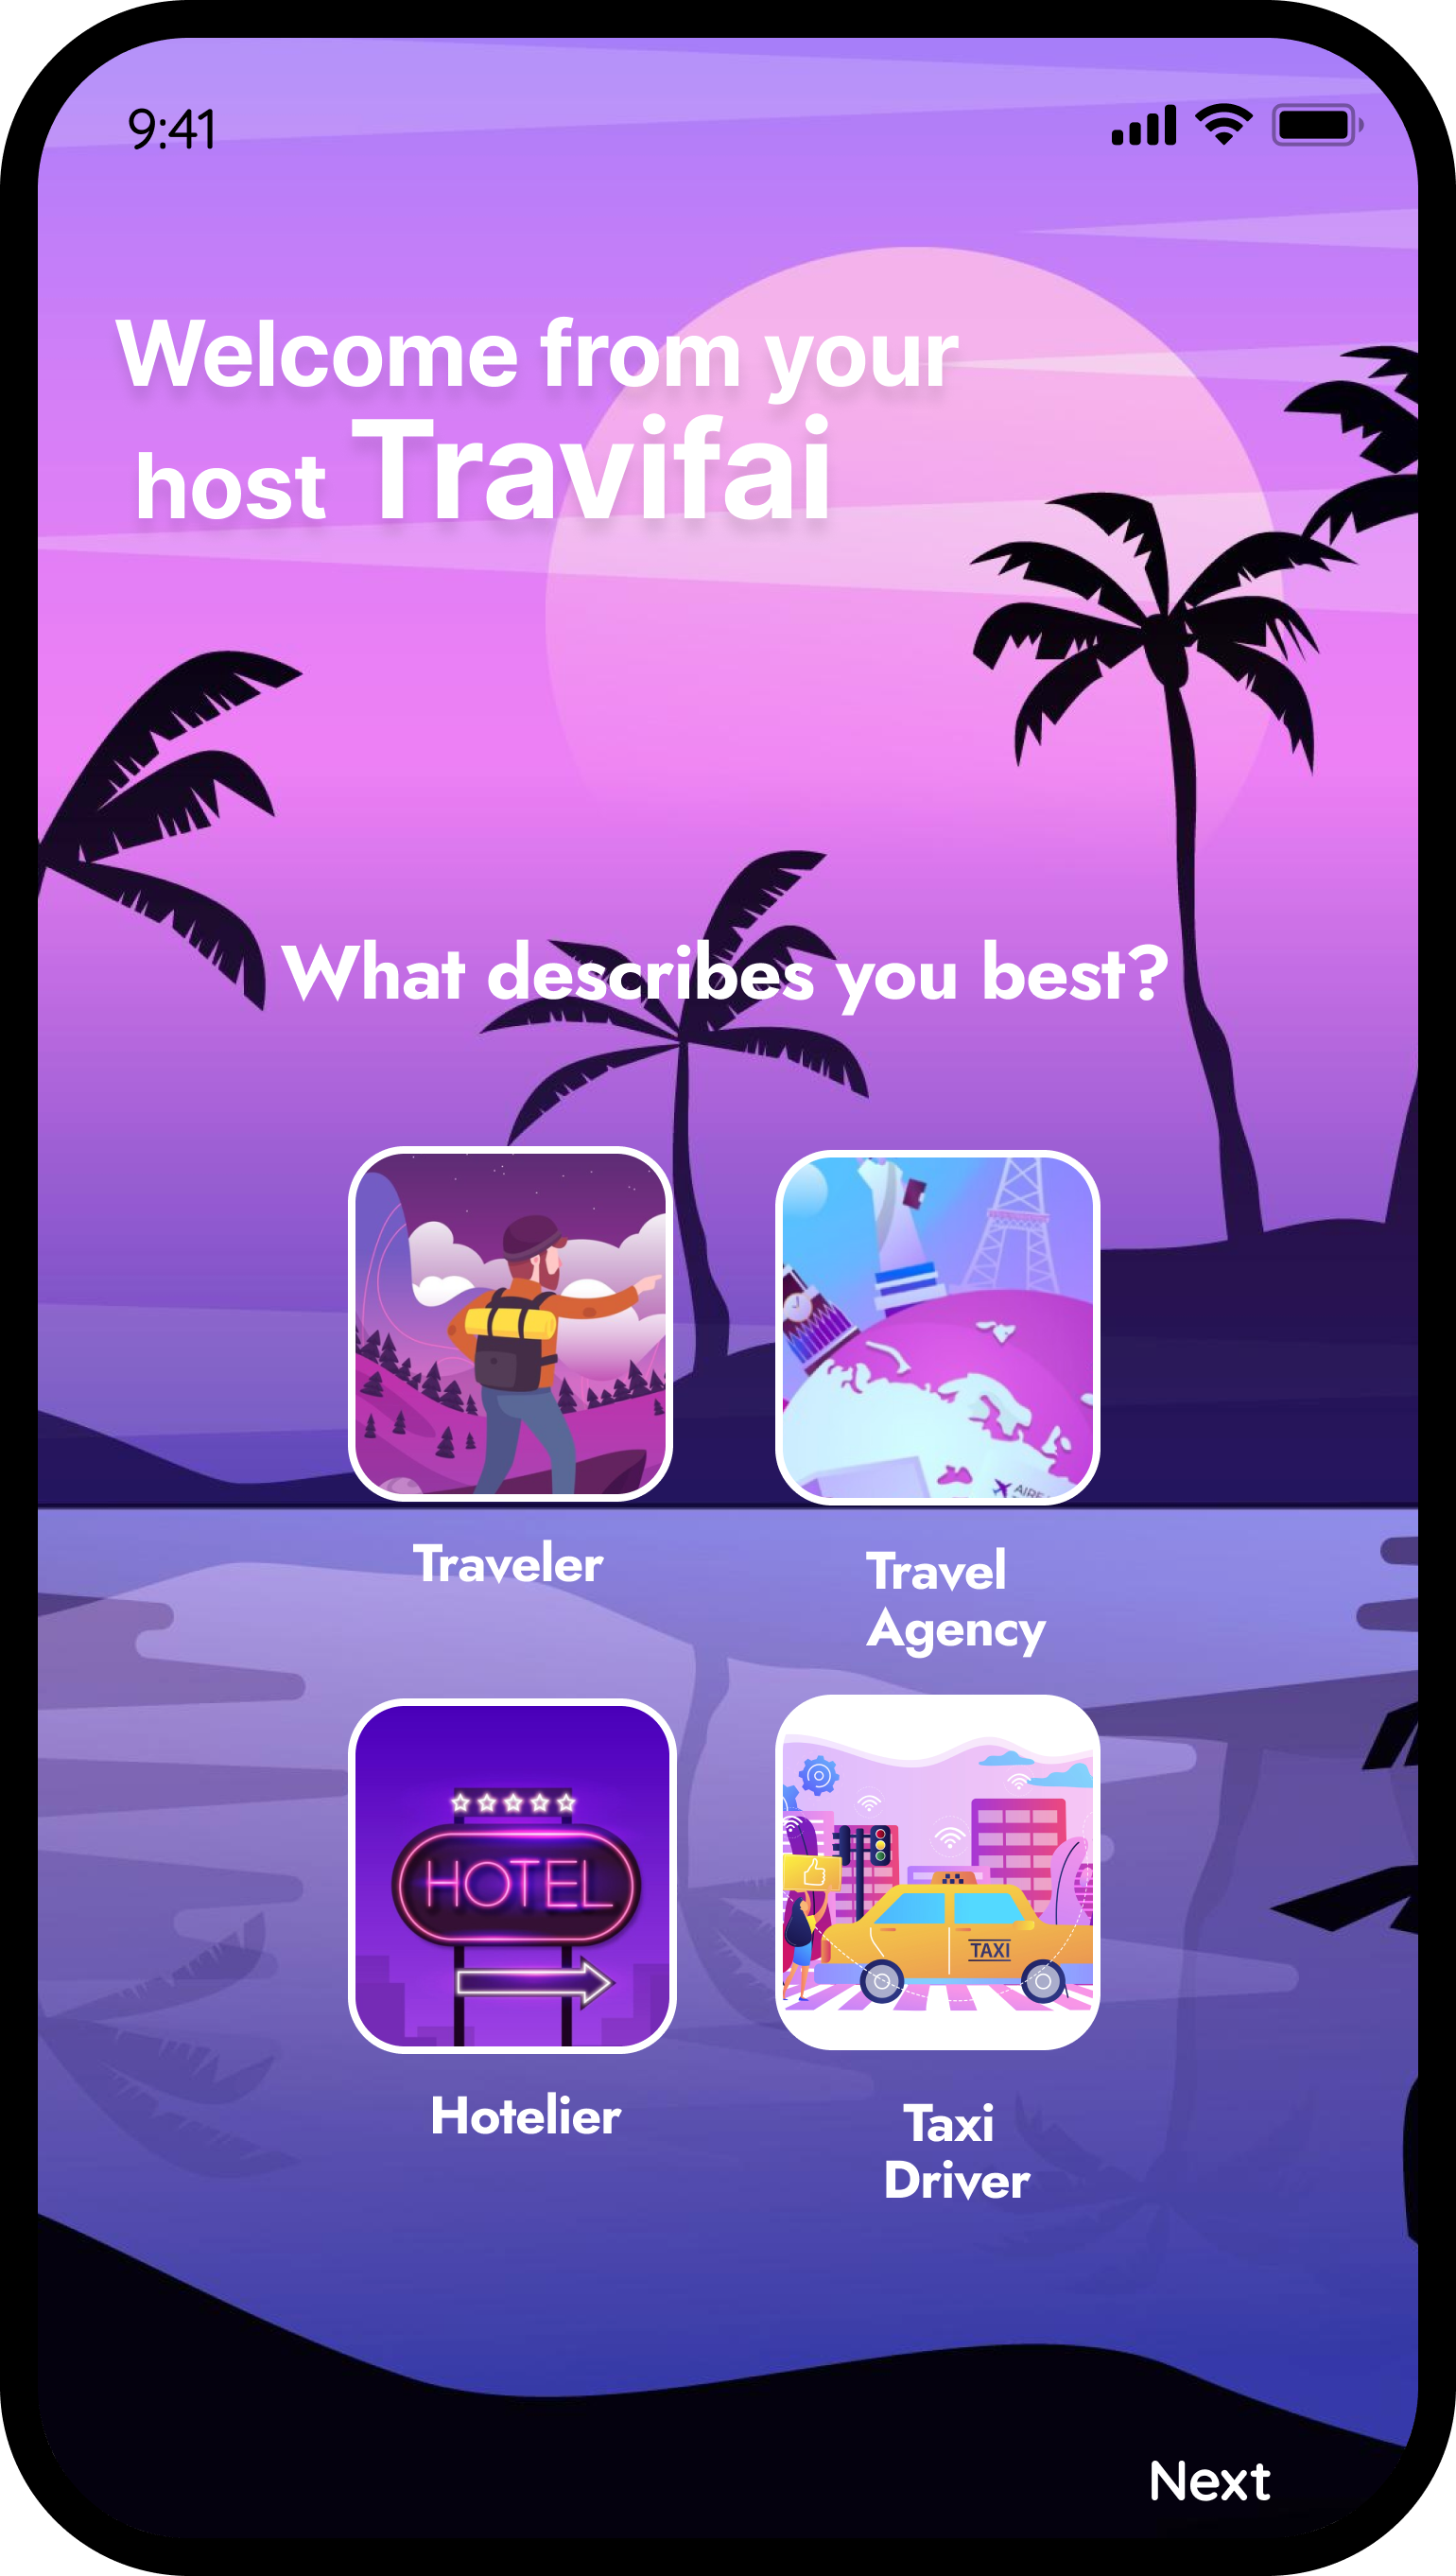 9:41
Welcome from your
host Travifai
What describes you best?
Traveler
Travel
Agency
HOTEL
TAXI
Hotelier
Taxi
Driver
Next